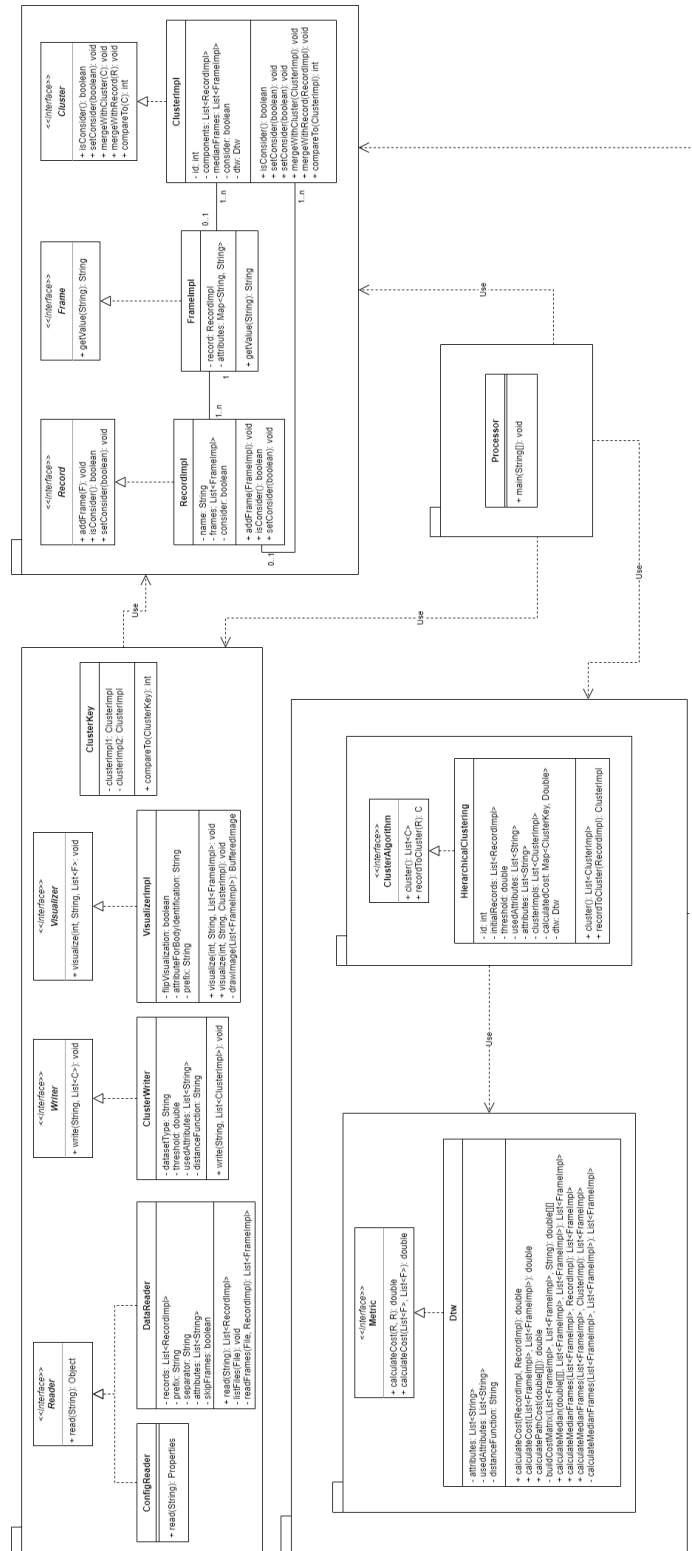 <<Interface>>
Reader
+ read(String): Object
ConfigReader
+ read(String): Properties
DataReader
- records: List<RecordImpl>
- prefix: String
- separator: String
- attributes: List<String>
- skipFrames: boolean
+ read(String): List<RecordImpl>
- listFiles(File): void
- readFrames(File, RecordImpl): List<FrameImpl>
<<Interface>>
Writer
+ write(String, List<C>): void
ClusterWriter
- datasetType: String
- threshold: double
- usedAttributes: List<String>
- distanceFunction: String
+ write(String, List<ClusterImpl>): void
<<Interface>>
Visualizer
+ visualize(int, String, List<F>: void
VisualizerImpl
- flipVisualization: boolean
- attributeForBodyIdentification: String
- prefix: String
+ visualize(int, String, List<FrameImpl>: void
+ visualize(int, String, ClusterImpl): void
- drawImage(List<FrameImpl>): BufferedImage
ClusterKey
- clusterImpl1: ClusterImpl
- clusterImpl2: ClusterImpl
+ compareTo(ClusterKey): int
Use
<<Interface>>
Record
+ addFrame(F): void
+ isConsider(): boolean
+ setConsider(boolean): void
RecordImpl
- name: String
- frames: List<FrameImpl>
- consider: boolean
+ addFrame(FrameImpl): void
+ isConsider(): boolean
+ setConsider(boolean): void
0..1
1..n
1
<<Interface>>
Frame
+ getValue(String): String
FrameImpl
- record: RecordImpl
- attributes: Map<String, String>
+ getValue(String): String
0..1
1..n
<<Interface>>
Cluster
+ isConsider(): boolean
+ setConsider(boolean): void
+ mergeWithCluster(C): void
+ mergeWithRecord(R): void
+ compareTo(C): int
ClusterImpl
- id: int
- components: List<RecordImpl>
- medianFrames: List<FrameImpl>
- consider: boolean
- dtw: Dtw
+ isConsider(): boolean
+ setConsider(boolean): void
+ setConsider(boolean): void
+ mergeWithCluster(ClusterImpl): void
+ mergeWithRecord(RecordImpl): void
+ compareTo(ClusterImpl): int
1..n
<<Interface>>
Metric
+ calculateCost(R, R): double
+ calculateCost(List<F>, List<F>): double
Dtw
- attributes: List<String>
- usedAttributes: List<String>
- distanceFunction: String
+ calculateCost(RecordImpl, RecordImpl): double
+ calculateCost(List<FrameImpl>, List<FrameImpl>): double
+ calculatePathCost(double[][]): double
- buildCostMatrix(List<FrameImpl>, List<FrameImpl>, String): double[][]
+ calculateMedian(double[][], List<FrameImpl>, List<FrameImpl>): List<FrameImpl>
+ calculateMedianFrames(List<FrameImpl>, RecordImpl): List<FrameImpl>
+ calculateMedianFrames(List<FrameImpl>, ClusterImpl): List<FrameImpl>
- calculateMedianFrames(List<FrameImpl>, List<FrameImpl>): List<FrameImpl>
Use
<<Interface>>
ClusterAlgorithm
+ cluster(): List<C>
+ recordToCluster(R): C
HierarchicalClustering
- id: int
- initialRecords: List<RecordImpl>
- threshold: double
- usedAttributes: List<String>
- attributes: List<String>
- clusterImpls: List<ClusterImpl>
- calculatedCost: Map<ClusterKey, Double>
- dtw: Dtw
+ cluster(): List<ClusterImpl>
+ recordToCluster(RecordImpl): ClusterImpl
Use
Processor
+ main(String[]): void
Use
Use